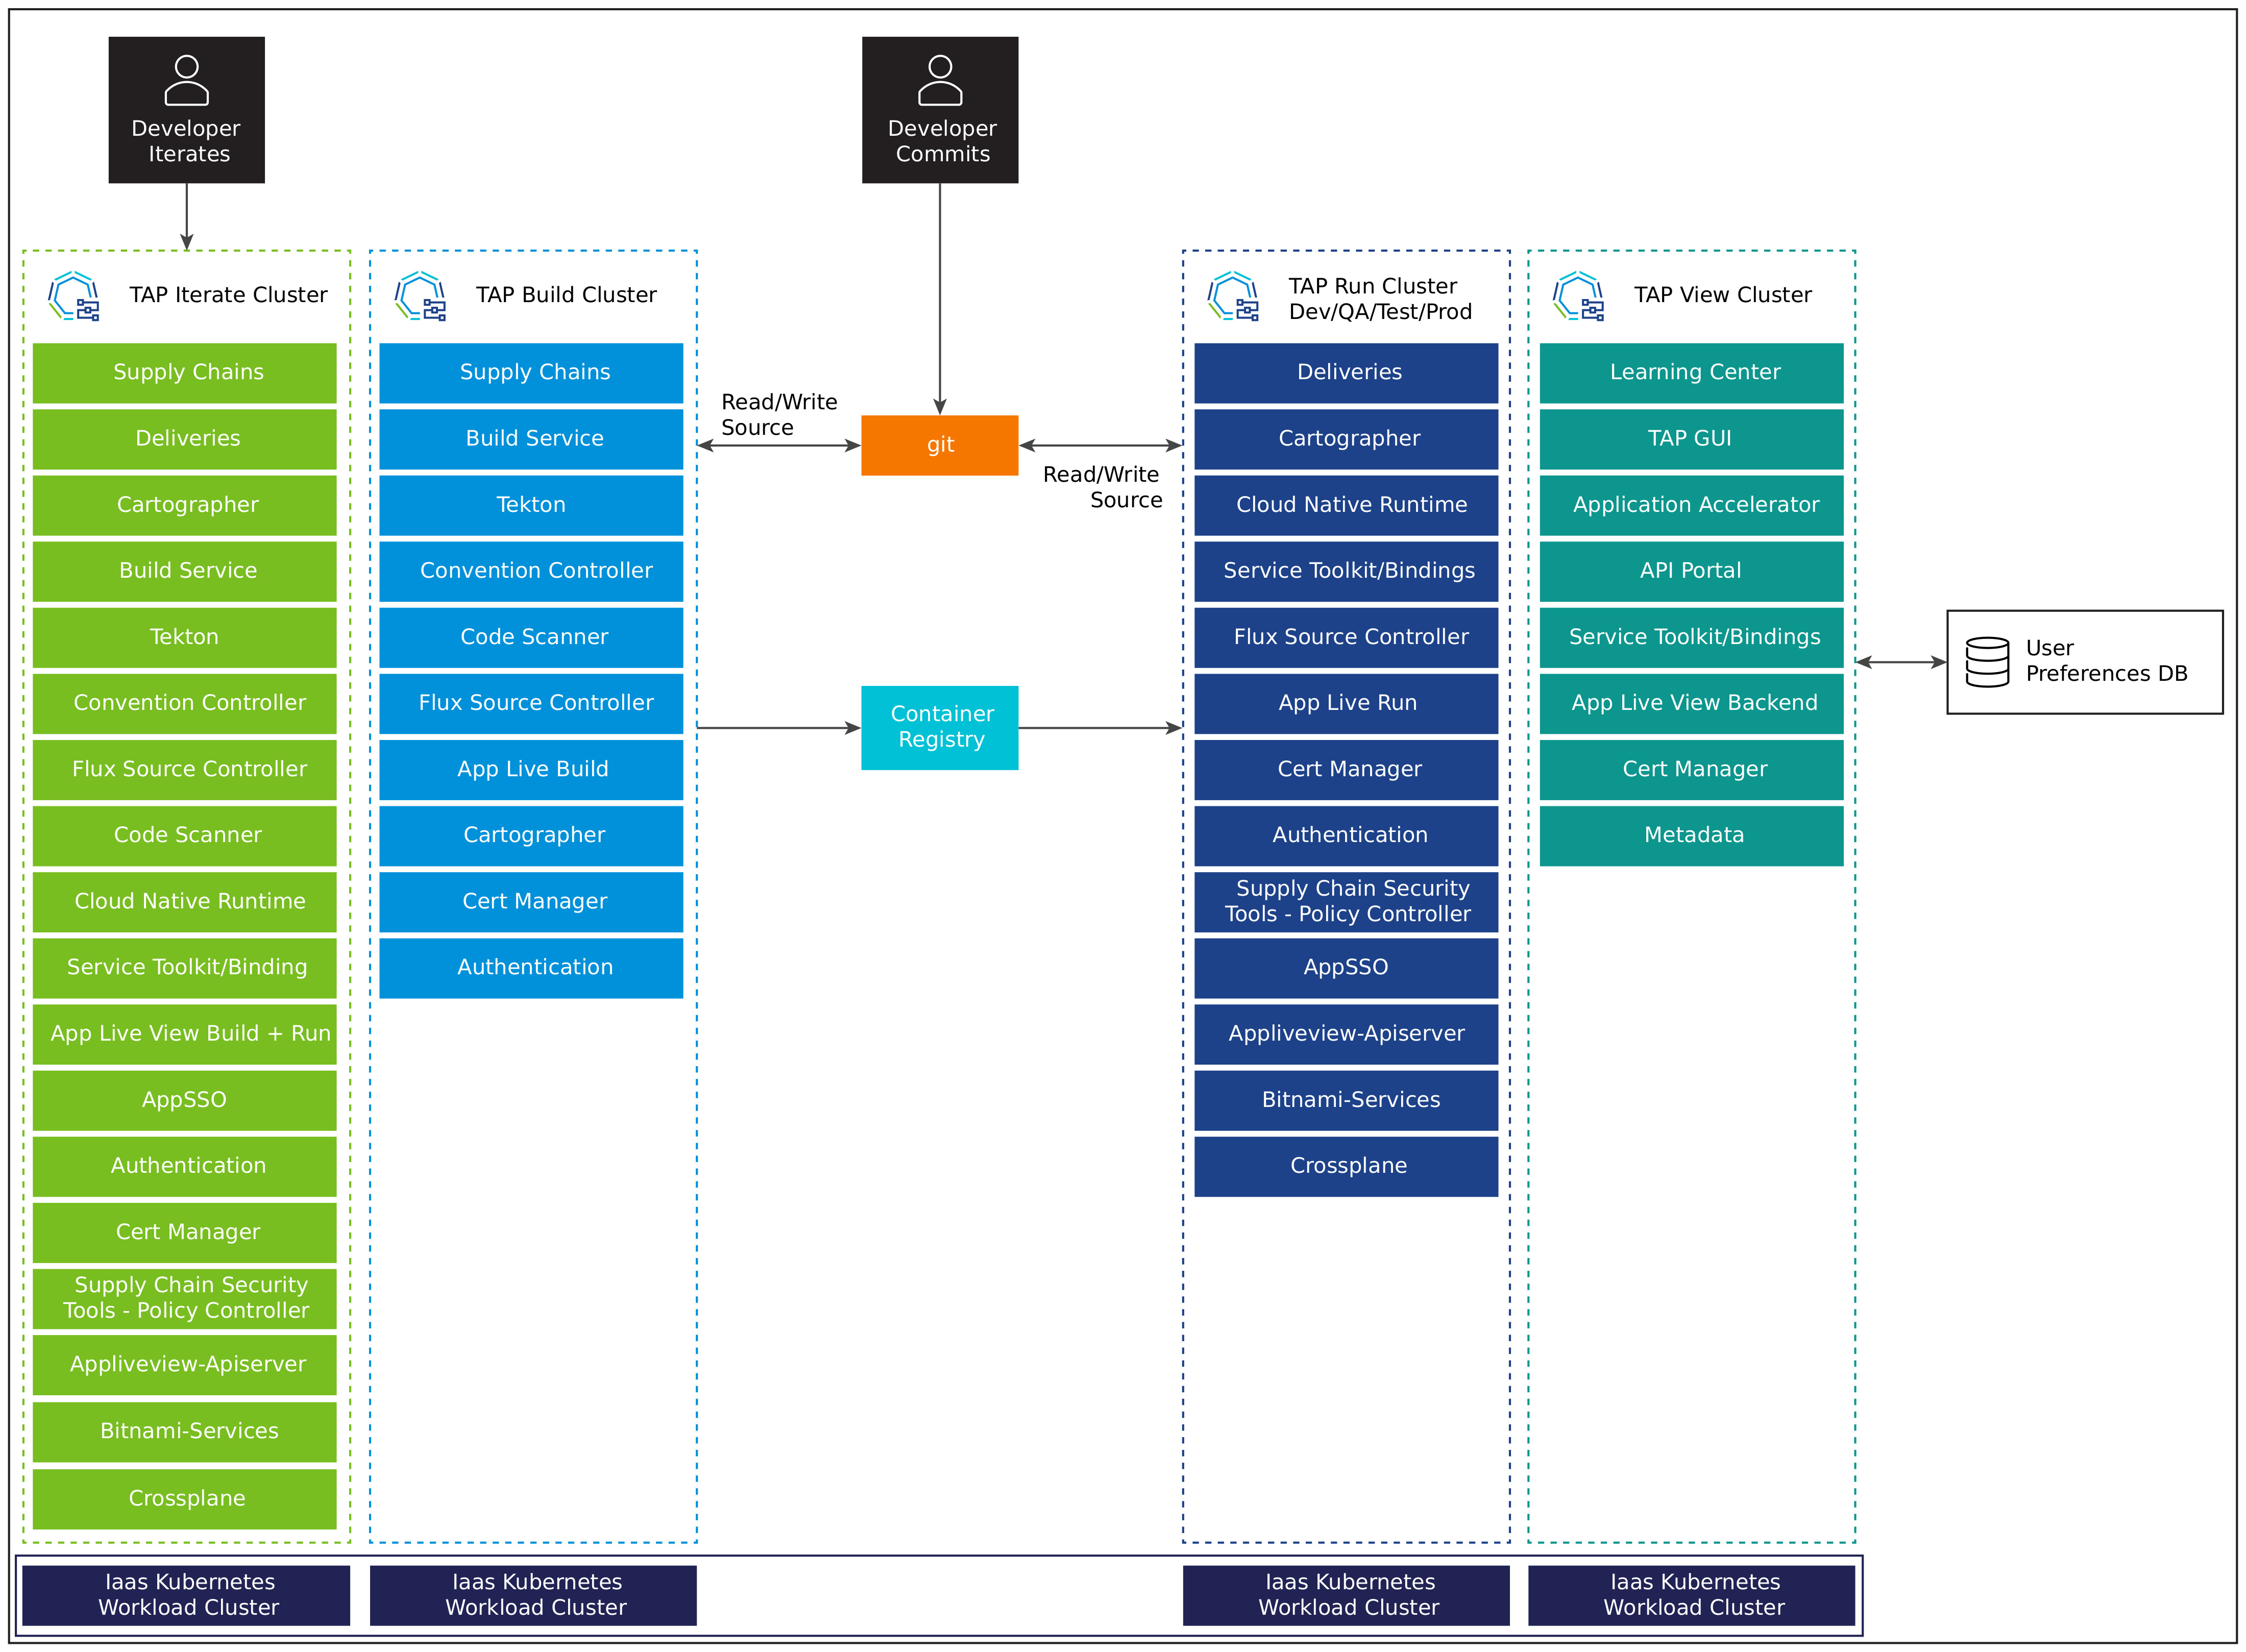 Developer
Iterates
Developer
Commits
TAP Iterate Cluster
Supply Chains
Deliveries
Cartographer
Build Service
Tekton
Convention Controller
Flux Source Controller
Code Scanner
Cloud Native Runtime
Service Toolkit/Binding
App Live View Build + Run
AppSSO
Authentication
Cert Manager
Supply Chain Security
Tools - Policy Controller
Appliveview-Apiserver
Bitnami-Services
Crossplane
TAP Build Cluster
Supply Chains
Build Service
Tekton
Convention Controller
Code Scanner
Flux Source Controller
App Live Build
Cartographer
Cert Manager
Authentication
Read/Write
Source
git
Read/Write
Source
Container
Registry
TAP Run Cluster
Dev/QA/Test/Prod
Deliveries
Cartographer
Cloud Native Runtime
Service Toolkit/Bindings
Flux Source Controller
App Live Run
Cert Manager
Authentication
Supply Chain Security
Tools - Policy Controller
AppSSO
Appliveview-Apiserver
Bitnami-Services
Crossplane
TAP View Cluster
Learning Center
TAP GUI
Application Accelerator
API Portal
Service Toolkit/Bindings
App Live View Backend
Cert Manager
Metadata
User
Preferences DB
Iaas Kubernetes
Workload Cluster
Iaas Kubernetes
Workload Cluster
Iaas Kubernetes
Workload Cluster
Iaas Kubernetes
Workload Cluster